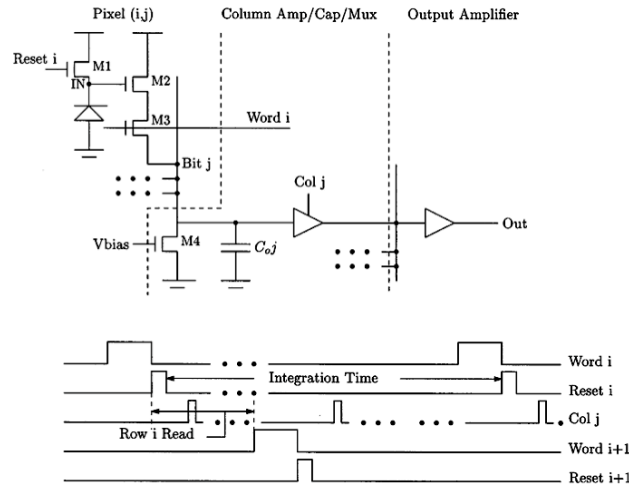 Pixel (i,j)
Column Amp/Cap/Mux
Output Amplifier
Reset i
M1
IN
M2
M3
Word i
Bit j
Col j
Vbias
M4
Coj
Out
Word i
Integration Time
Reset i
Col j
Row i Read
Word i+1
Reset i+1